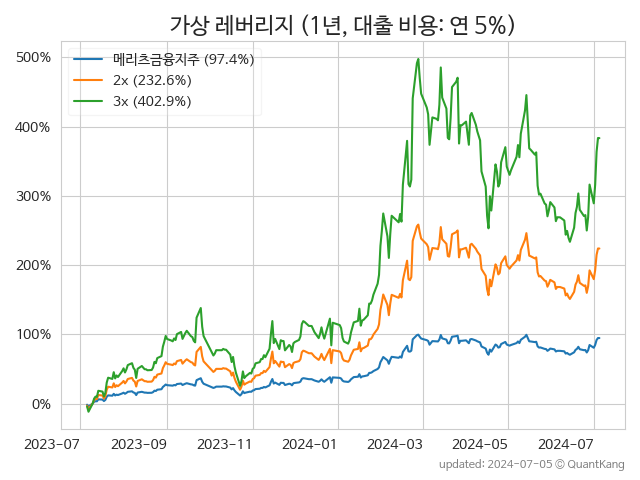 가상 레버리지 (1년, 대출 비용: 연 5%)
메리츠금융지주 (97.4%)
2x (232.6%)
3x (402.9%)
500%
400%
300%
200%
100%
0%
2023-07 2023-09 2023-11 2024-01 2024-03 2024-05 2024-07
updated: 2024-07-05 © QuantKang